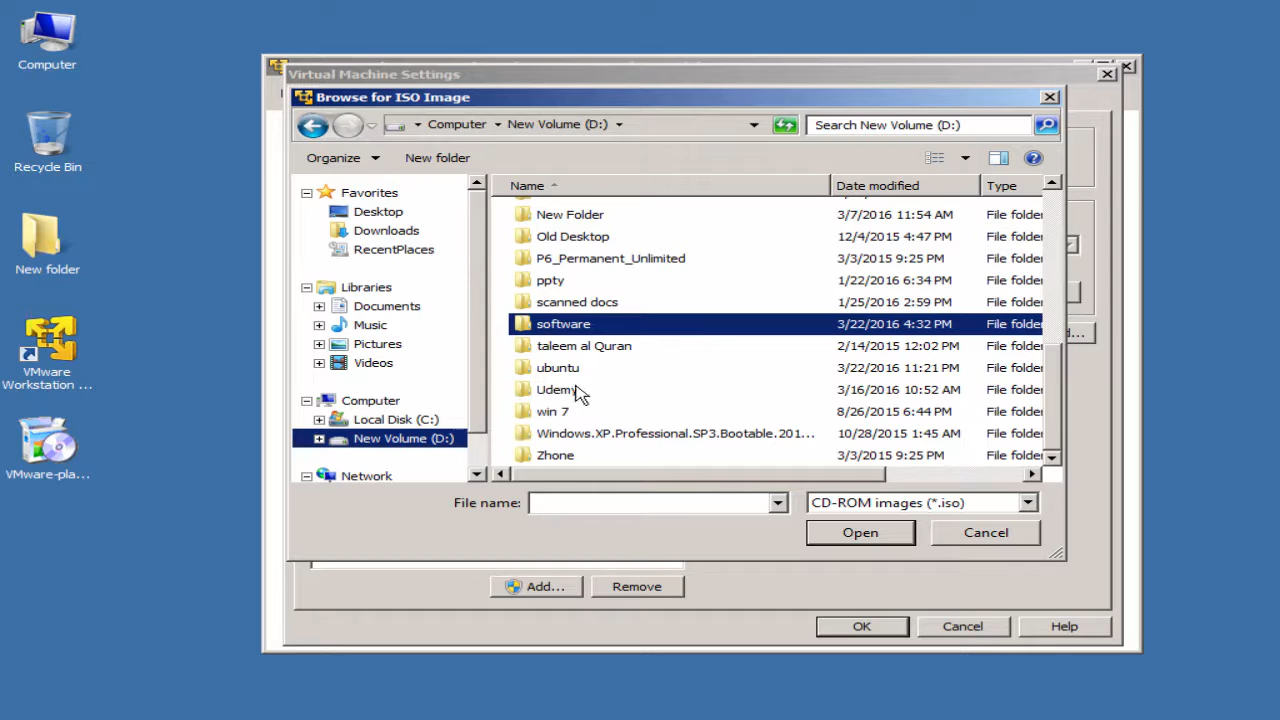 Computer
Recycle Bin
New folder
VMware
Workstation ...
VMware-pla...
Virtual Machine Settings
Browse for ISO Image
Computer New Volume (D:)
Search New Volume (D:)
Organize
New folder
Favorites
Desktop
Downloads
RecentPlaces
Libraries
Documents
Music
Pictures
Videos
Computer
Local Disk (C:)
New Volume (D:)
Network
Name Date modified Type
New Folder 3/7/2016 11:54 AM File folder
Old Desktop 12/4/2015 4:47 PM File folder
P6_Permanent_Unlimited 3/3/2015 9:25 PM File folder
ppty 1/22/2016 6:34 PM File folder
scanned docs 1/25/2016 2:59 PM File folder
software 3/22/2016 4:32 PM File folder
taleem al Quran 2/14/2015 12:02 PM File folder
ubuntu 3/22/2016 11:21 PM File folder
Udemy 3/16/2016 10:52 AM File folder
win 7 8/26/2015 6:44 PM File folder
Windows.XP.Professional.SP3.Bootable.201... 10/28/2015 1:45 AM File folder
Zhone 3/3/2015 9:25 PM File folder
File name:
CD-ROM images (*.iso)
Open Cancel
d...
Add... Remove
OK Cancel Help